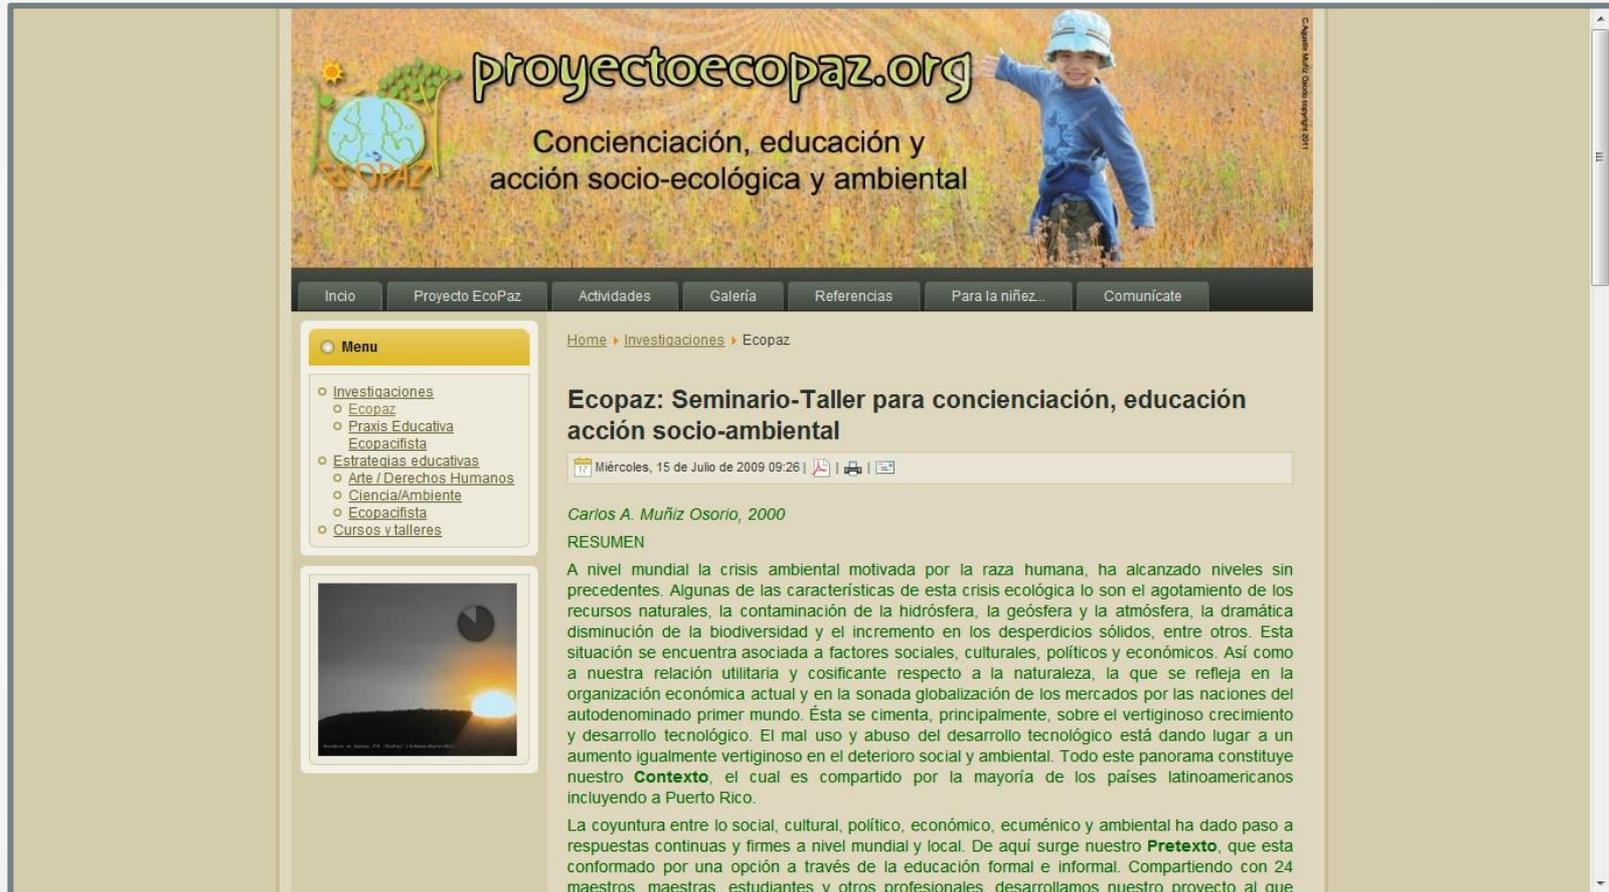 proyectoecopaz.org
Concienciación, educación y
acción socio-ecológica y ambiental
ECOPAZ
Incio
Proyecto EcoPaz
Actividades
Galería
Referencias
Para la niñez...
Comunícate
Menu
Investigaciones
Ecopaz
Praxis Educativa
Ecopacifista
Estrategias educativas
Arte / Derechos Humanos
Ciencia/Ambiente
Ecopacifista
Cursos y talleres
Home Investigaciones Ecopaz
Ecopaz: Seminario-Taller para concienciación, educación
acción socio-ambiental
17 Miércoles, 15 de Julio de 2009 09:26 | | |
Carlos A. Muñiz Osorio, 2000
RESUMEN
A nivel mundial la crisis ambiental motivada por la raza humana, ha alcanzado niveles sin
precedentes. Algunas de las características de esta crisis ecológica lo son el agotamiento de los
recursos naturales, la contaminación de la hidrósfera, la geósfera y la atmósfera, la dramática
disminución de la biodiversidad y el incremento en los desperdicios sólidos, entre otros. Esta
situación se encuentra asociada a factores sociales, culturales, políticos y económicos. Así como
a nuestra relación utilitaria y cosificante respecto a la naturaleza, la que se refleja en la
organización económica actual y en la sonada globalización de los mercados por las naciones del
autodenominado primer mundo. Ésta se cimenta, principalmente, sobre el vertiginoso crecimiento
y desarrollo tecnológico. El mal uso y abuso del desarrollo tecnológico está dando lugar a un
aumento igualmente vertiginoso en el deterioro social y ambiental. Todo este panorama constituye
nuestro Contexto, el cual es compartido por la mayoría de los países latinoamericanos
incluyendo a Puerto Rico.
La coyuntura entre lo social, cultural, político, económico, ecuménico y ambiental ha dado paso a
respuestas continuas y firmes a nivel mundial y local. De aquí surge nuestro Pretexto, que esta
conformado por una opción a través de la educación formal e informal. Compartiendo con 24
maestros, maestras, estudiantes y otros profesionales, desarrollamos nuestro proyecto al que